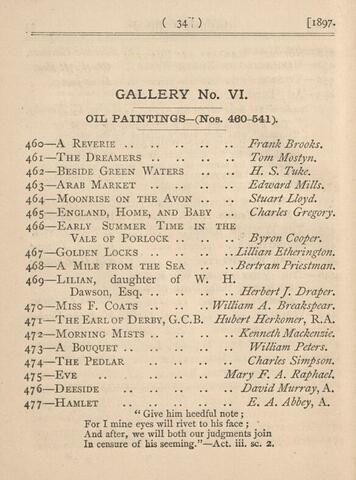 ( 34 ) [1897.
GALLERY No. VI.
OIL PAINTINGS—(Nos. 460-541).
460—A REVERIE .. .. .. .. Frank Brooks.
461—THE DREAMERS .. .. .. .. Tom Mostyn.
462—BESIDE GREEN WATERS .. .. H. S. Tuke.
463—ARAB MARKET .. .. .. Edward Mills.
464—MOONRISE ON THE AVON .. .. Stuart Lloyd.
465—ENGLAND, HOME, AND BABY .. Charles Gregory.
466—EARLY SUMMER TIME IN THE
VALE OF PORLOCK .. .. .. Byron Cooper.
467—GOLDEN LOCKS .. .. .. Lillian Etherington.
468—A MILE FROM THE SEA .. .. Bertram Priestman.
469—LILIAN, daughter of W. H.
Dawson, Esq. .. .. .. Herbert J. Draper.
470—MISS F. COATS .. .. .. William A. Breakspear.
471—THE EARL OF DERBY, G.C.B. Hubert Herkomer, R.A.
472—MORNING MISTS .. .. .. Kenneth Mackenzie.
473—A BOUQUET .. .. .. .. William Peters.
474—THE PEDLAR .. .. .. Charles Simpson.
475—EVE .. .. .. .. Mary F. A. Raphael.
476—DEESIDE .. .. .. .. David Murray, A.
477—HAMLET .. .. .. .. E. A. Abbey, A.
“ Give him heedful note ;
For I mine eyes will rivet to his face ;
And after, we will both our judgments join
In censure of his seeming.”—Act. iii. sc. 2.